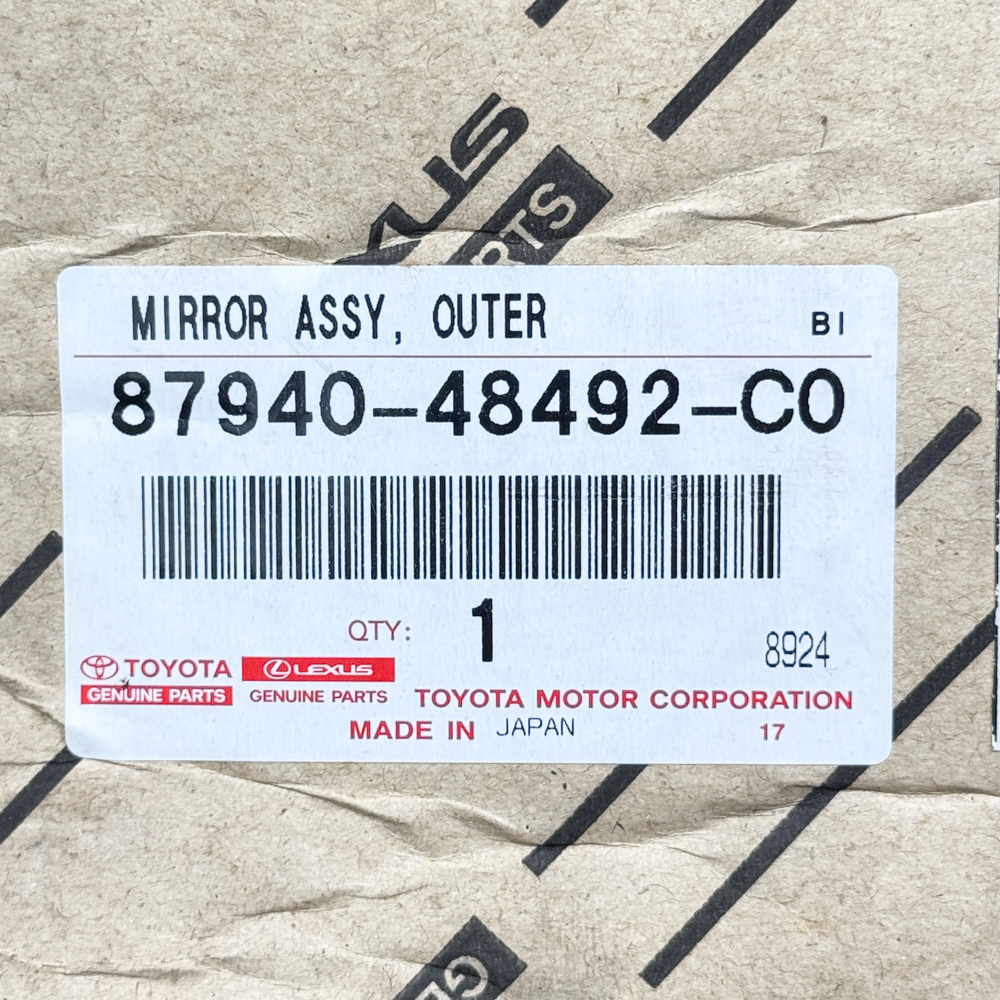 MIRROR ASSY, OUTER BI
87940-48492-C0
QTY: 1
8924
TOYOTA LEXUS
GENUINE PARTS GENUINE PARTS TOYOTA MOTOR CORPORATION
MADE IN JAPAN 17